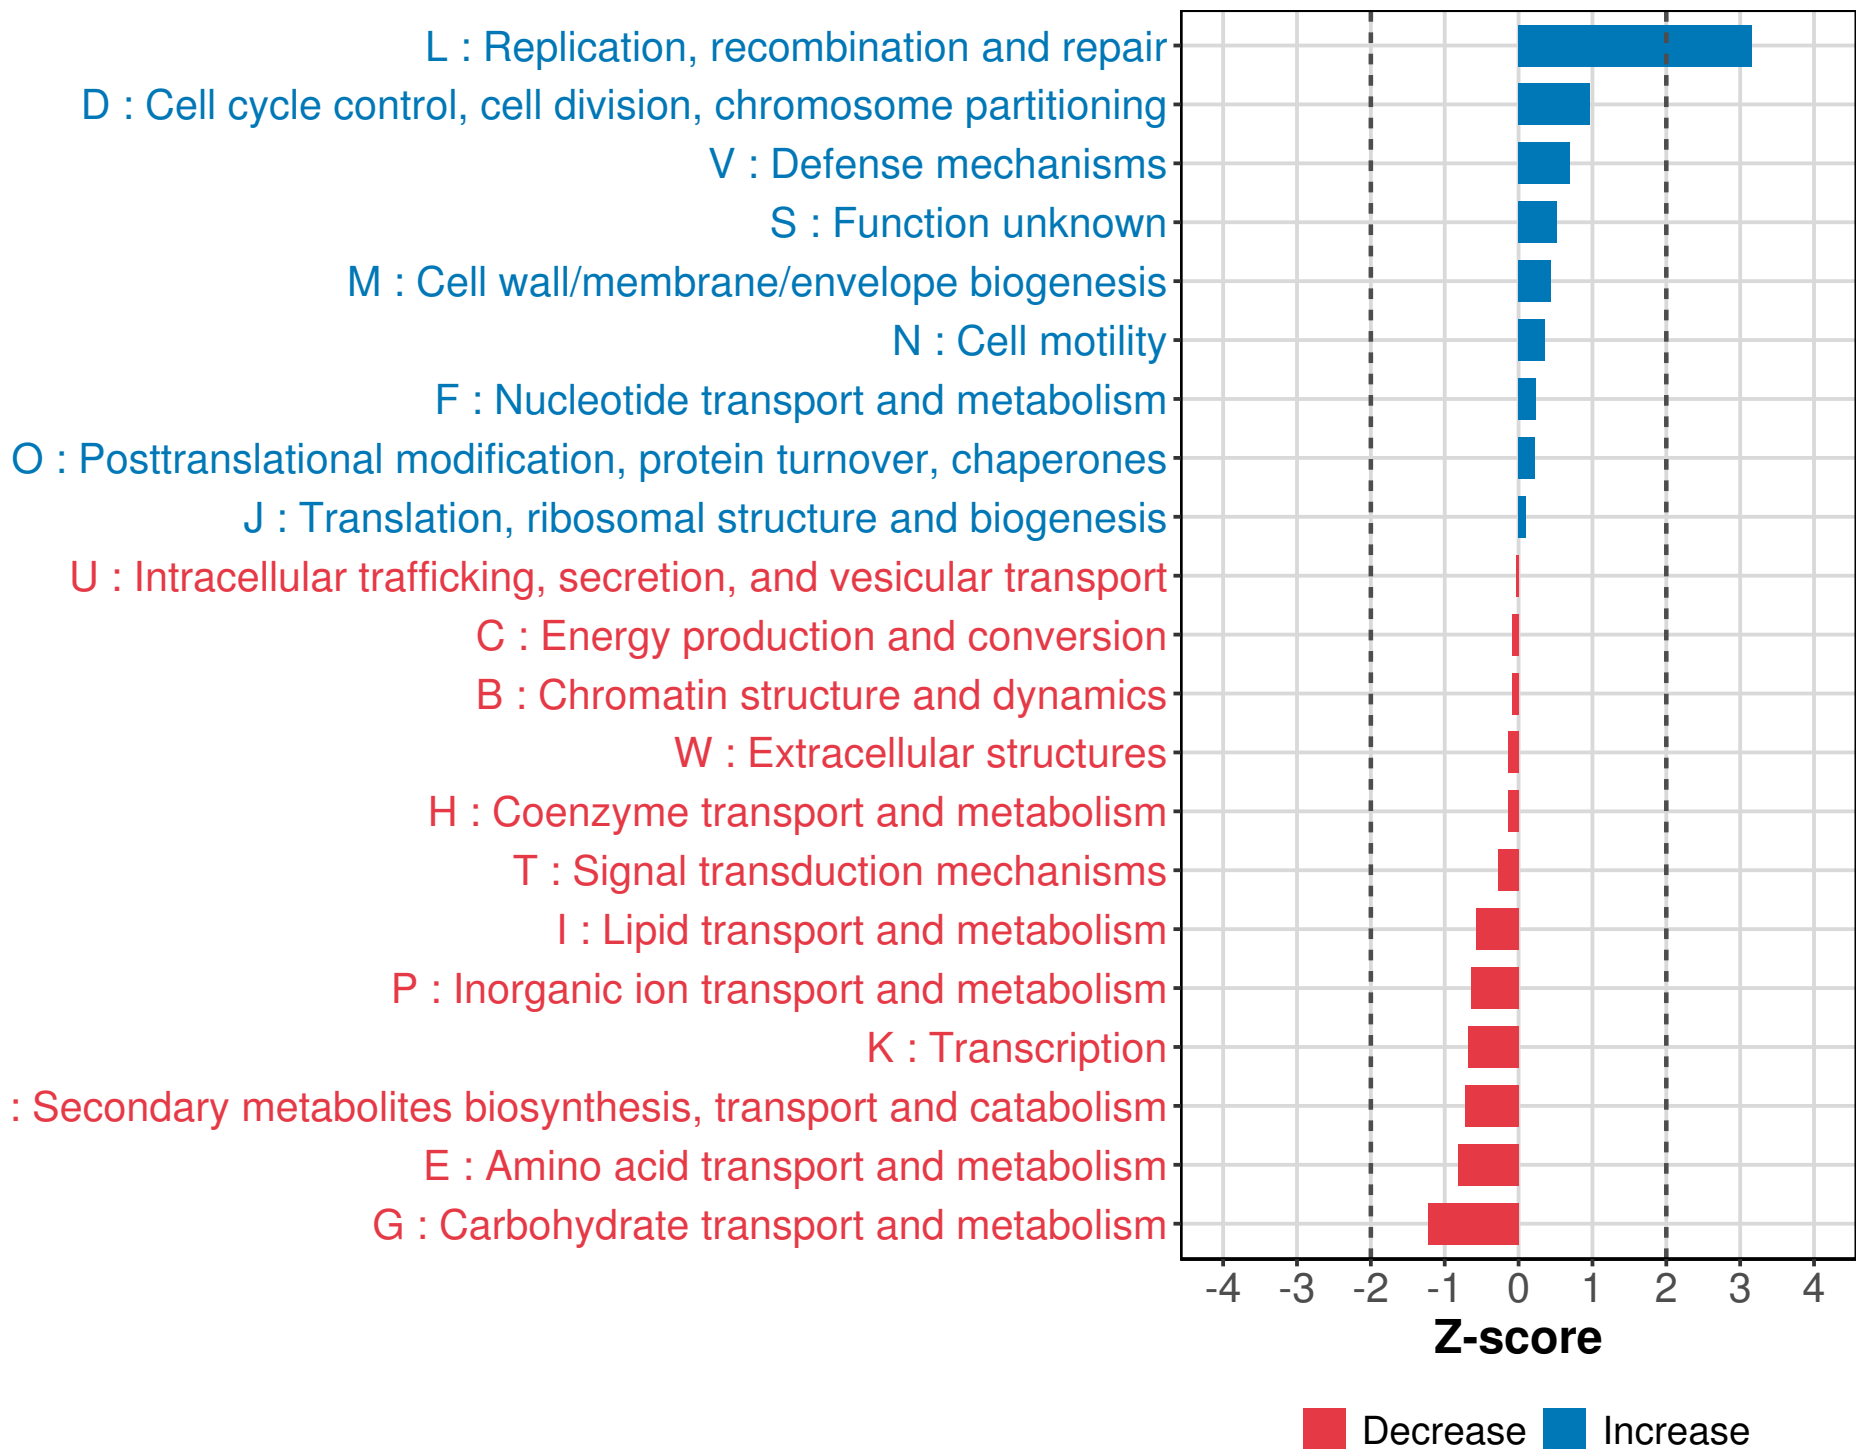 L : Replication, recombination and repair
D : Cell cycle control, cell division, chromosome partitioning
V : Defense mechanisms
S : Function unknown
M : Cell wall/membrane/envelope biogenesis
N : Cell motility
F : Nucleotide transport and metabolism
O : Posttranslational modification, protein turnover, chaperones
J : Translation, ribosomal structure and biogenesis
U : Intracellular trafficking, secretion, and vesicular transport
C : Energy production and conversion
B : Chromatin structure and dynamics
W : Extracellular structures
H : Coenzyme transport and metabolism
T : Signal transduction mechanisms
I : Lipid transport and metabolism
P : Inorganic ion transport and metabolism
K : Transcription
: Secondary metabolites biosynthesis, transport and catabolism
E : Amino acid transport and metabolism
G : Carbohydrate transport and metabolism
-4 -3 -2 -1 0 1 2 3 4
Z-score
Decrease Increase